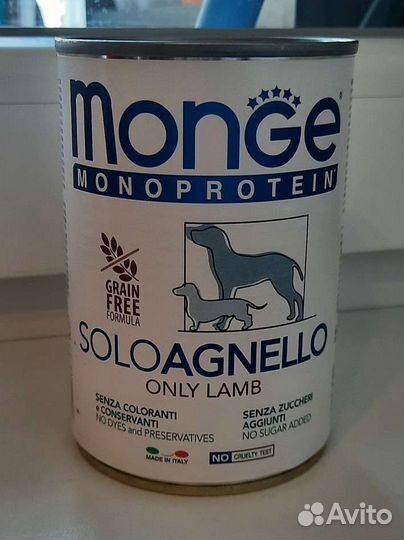 monGe
MONOPROTEIN
GRAIN
FREE
FORMULA
SOLOAGNELLO
ONLY LAMB
SENZA COLORANTI
e CONSERVANTI
NO DYES and PRESERVATIVES
SENZA ZUCCHERI
AGGIUNTI
NO SUGAR ADDED
MADE IN ITALY
NO CRUELTY TEST
Avito